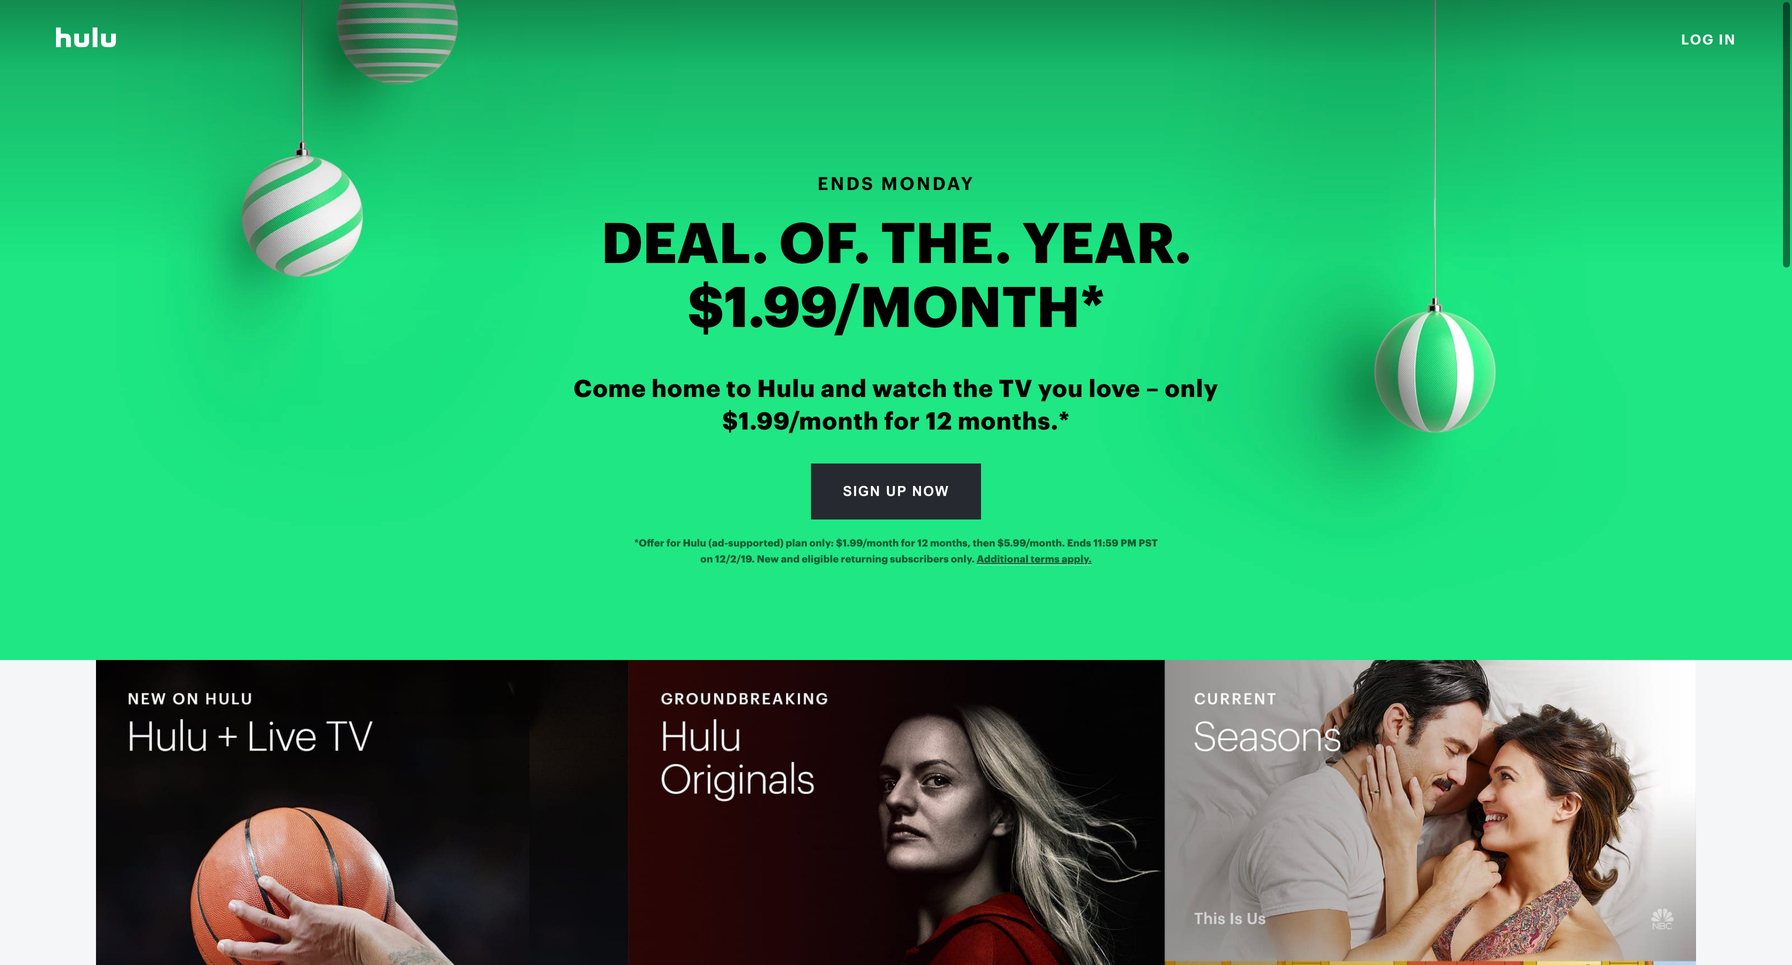 hulu
LOG IN
ENDS MONDAY
DEAL. OF. THE. YEAR.
$1.99/MONTH*
Come home to Hulu and watch the TV you love – only
$1.99/month for 12 months.*
SIGN UP NOW
*Offer for Hulu (ad-supported) plan only: $1.99/month for 12 months, then $5.99/month. Ends 11:59 PM PST
on 12/2/19. New and eligible returning subscribers only. Additional terms apply.
NEW ON HULU
Hulu + Live TV
GROUNDBREAKING
Hulu
Originals
CURRENT
Seasons
This Is Us
NBC